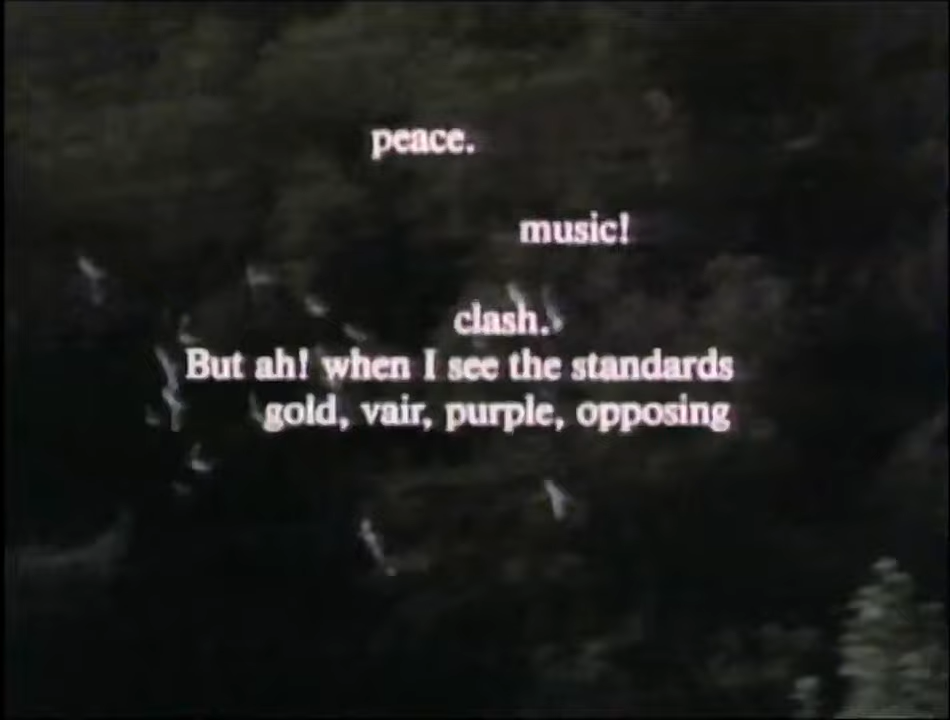 peace.
music!
clash.
But ah! when I see the standards
gold, vair, purple, opposing